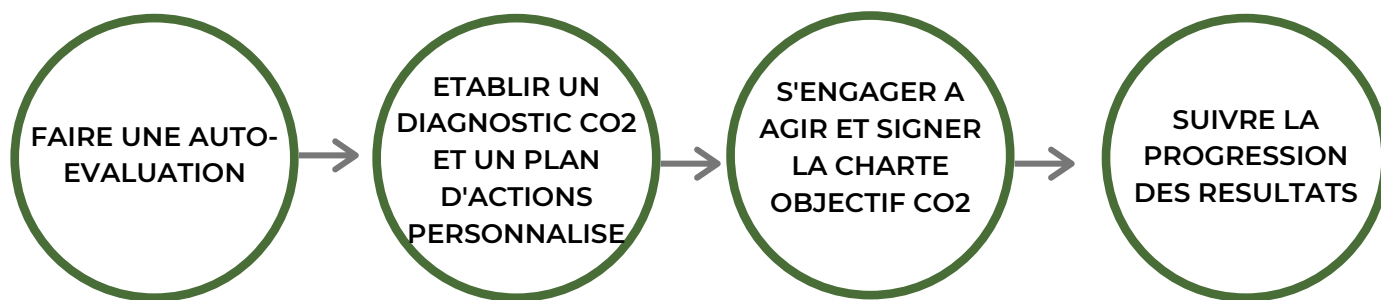 FAIRE UNE AUTO-
EVALUATION
ETABLIR UN
DIAGNOSTIC CO2
ET UN PLAN
D'ACTIONS
PERSONNALISE
S'ENGAGER A
AGIR ET SIGNER
LA CHARTE
OBJECTIF CO2
SUIVRE LA
PROGRESSION
DES RESULTATS